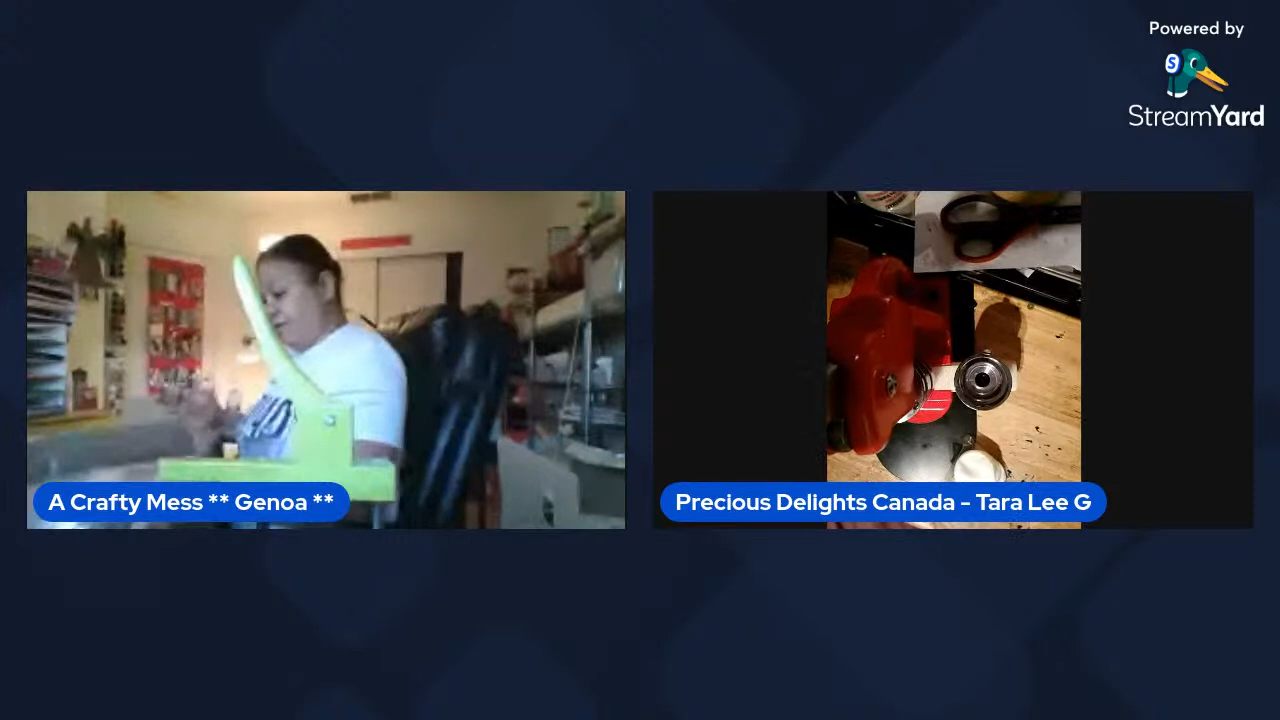 Powered by
S
StreamYard
A Crafty Mess ** Genoa **
Precious Delights Canada - Tara Lee G